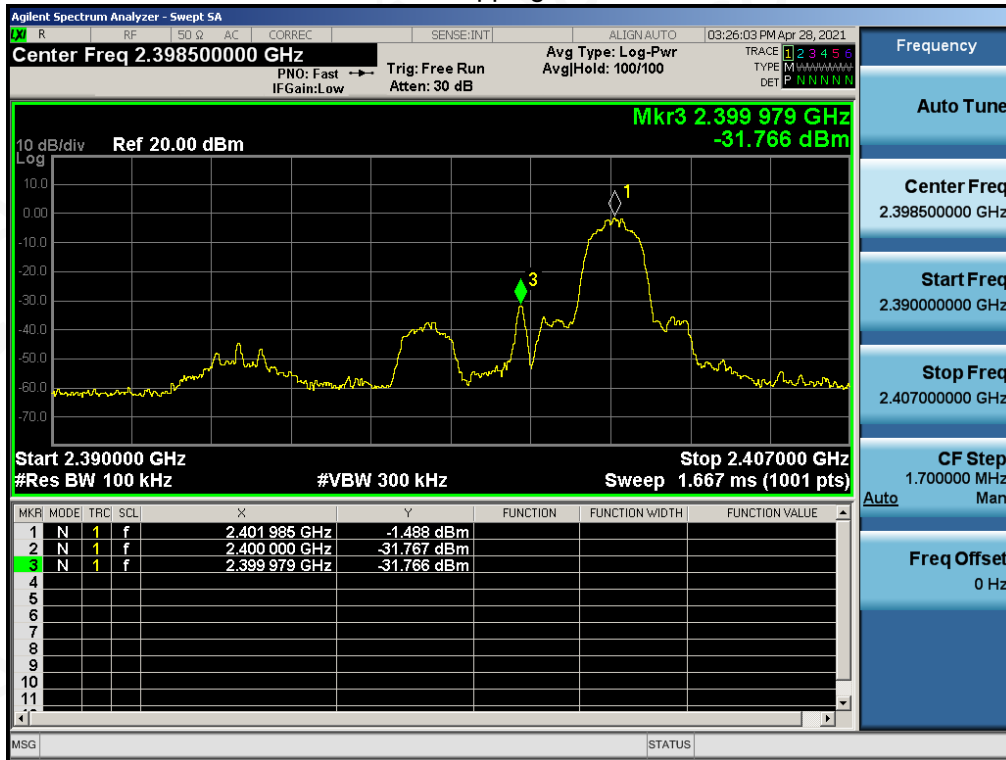 pping
Agilent Spectrum Analyzer - Swept SA
LXI R RF 50 Ω AC CORREC SENSE:INT ALIGN AUTO 03:26:03 PM Apr 28, 2021
Center Freq 2.398500000 GHz
PNO: Fast
IFGain:Low
Trig: Free Run
Atten: 30 dB
Avg Type: Log-Pwr
Avg|Hold: 100/100
TRACE 1 2 3 4 5 6
TYPE M
DET P N N N N N
Mkr3 2.399 979 GHz
-31.766 dBm
10 dB/div
Log
Ref 20.00 dBm
10.0
0.00
-10.0
-20.0
-30.0
-40.0
-50.0
-60.0
-70.0
1
3
Start 2.390000 GHz
Stop 2.407000 GHz
#Res BW 100 kHz
#VBW 300 kHz
Sweep 1.667 ms (1001 pts)
MKR MODE TRC SCL X Y FUNCTION FUNCTION WIDTH FUNCTION VALUE
1 N 1 f 2.401 985 GHz -1.488 dBm
2 N 1 f 2.400 000 GHz -31.767 dBm
3 N 1 f 2.399 979 GHz -31.766 dBm
4
5
6
7
8
9
10
11
MSG
STATUS
Frequency
Auto Tune
Center Freq
2.398500000 GHz
Start Freq
2.390000000 GHz
Stop Freq
2.407000000 GHz
CF Step
1.700000 MHz
Auto Man
Freq Offset
0 Hz